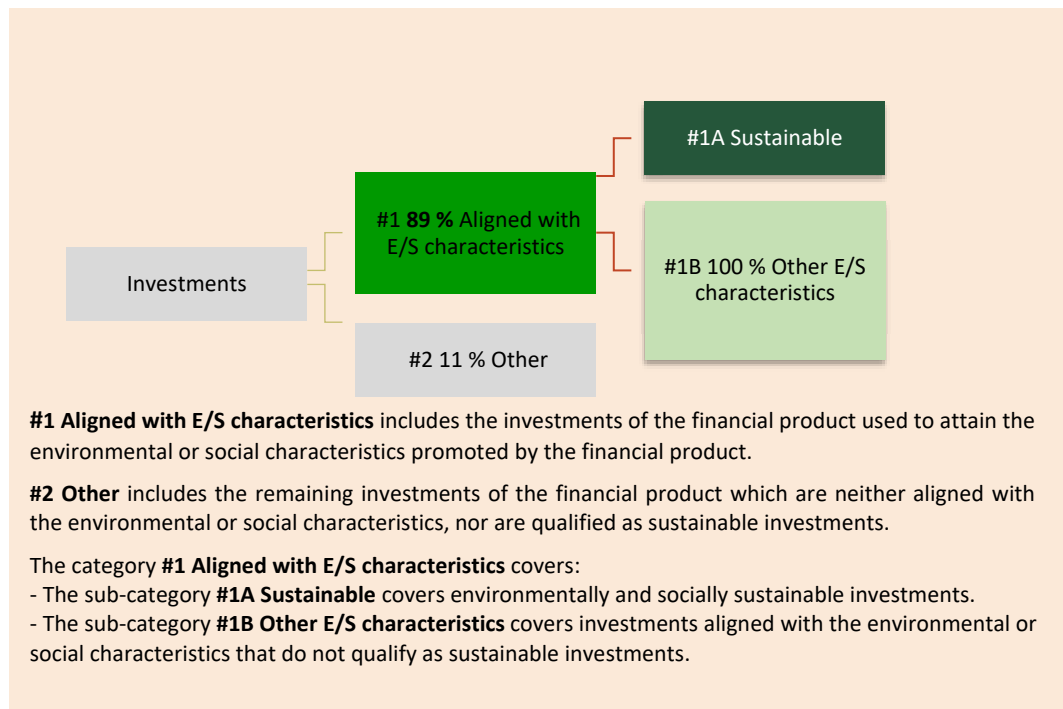 #1A Sustainable
#1 89 % Aligned with
E/S characteristics
Investments
#1B 100 % Other E/S
characteristics
#2 11 % Other
#1 Aligned with E/S characteristics includes the investments of the financial product used to attain the
environmental or social characteristics promoted by the financial product.
#2 Other includes the remaining investments of the financial product which are neither aligned with
the environmental or social characteristics, nor are qualified as sustainable investments.
The category #1 Aligned with E/S characteristics covers:
- The sub-category #1A Sustainable covers environmentally and socially sustainable investments.
- The sub-category #1B Other E/S characteristics covers investments aligned with the environmental or
social characteristics that do not qualify as sustainable investments.